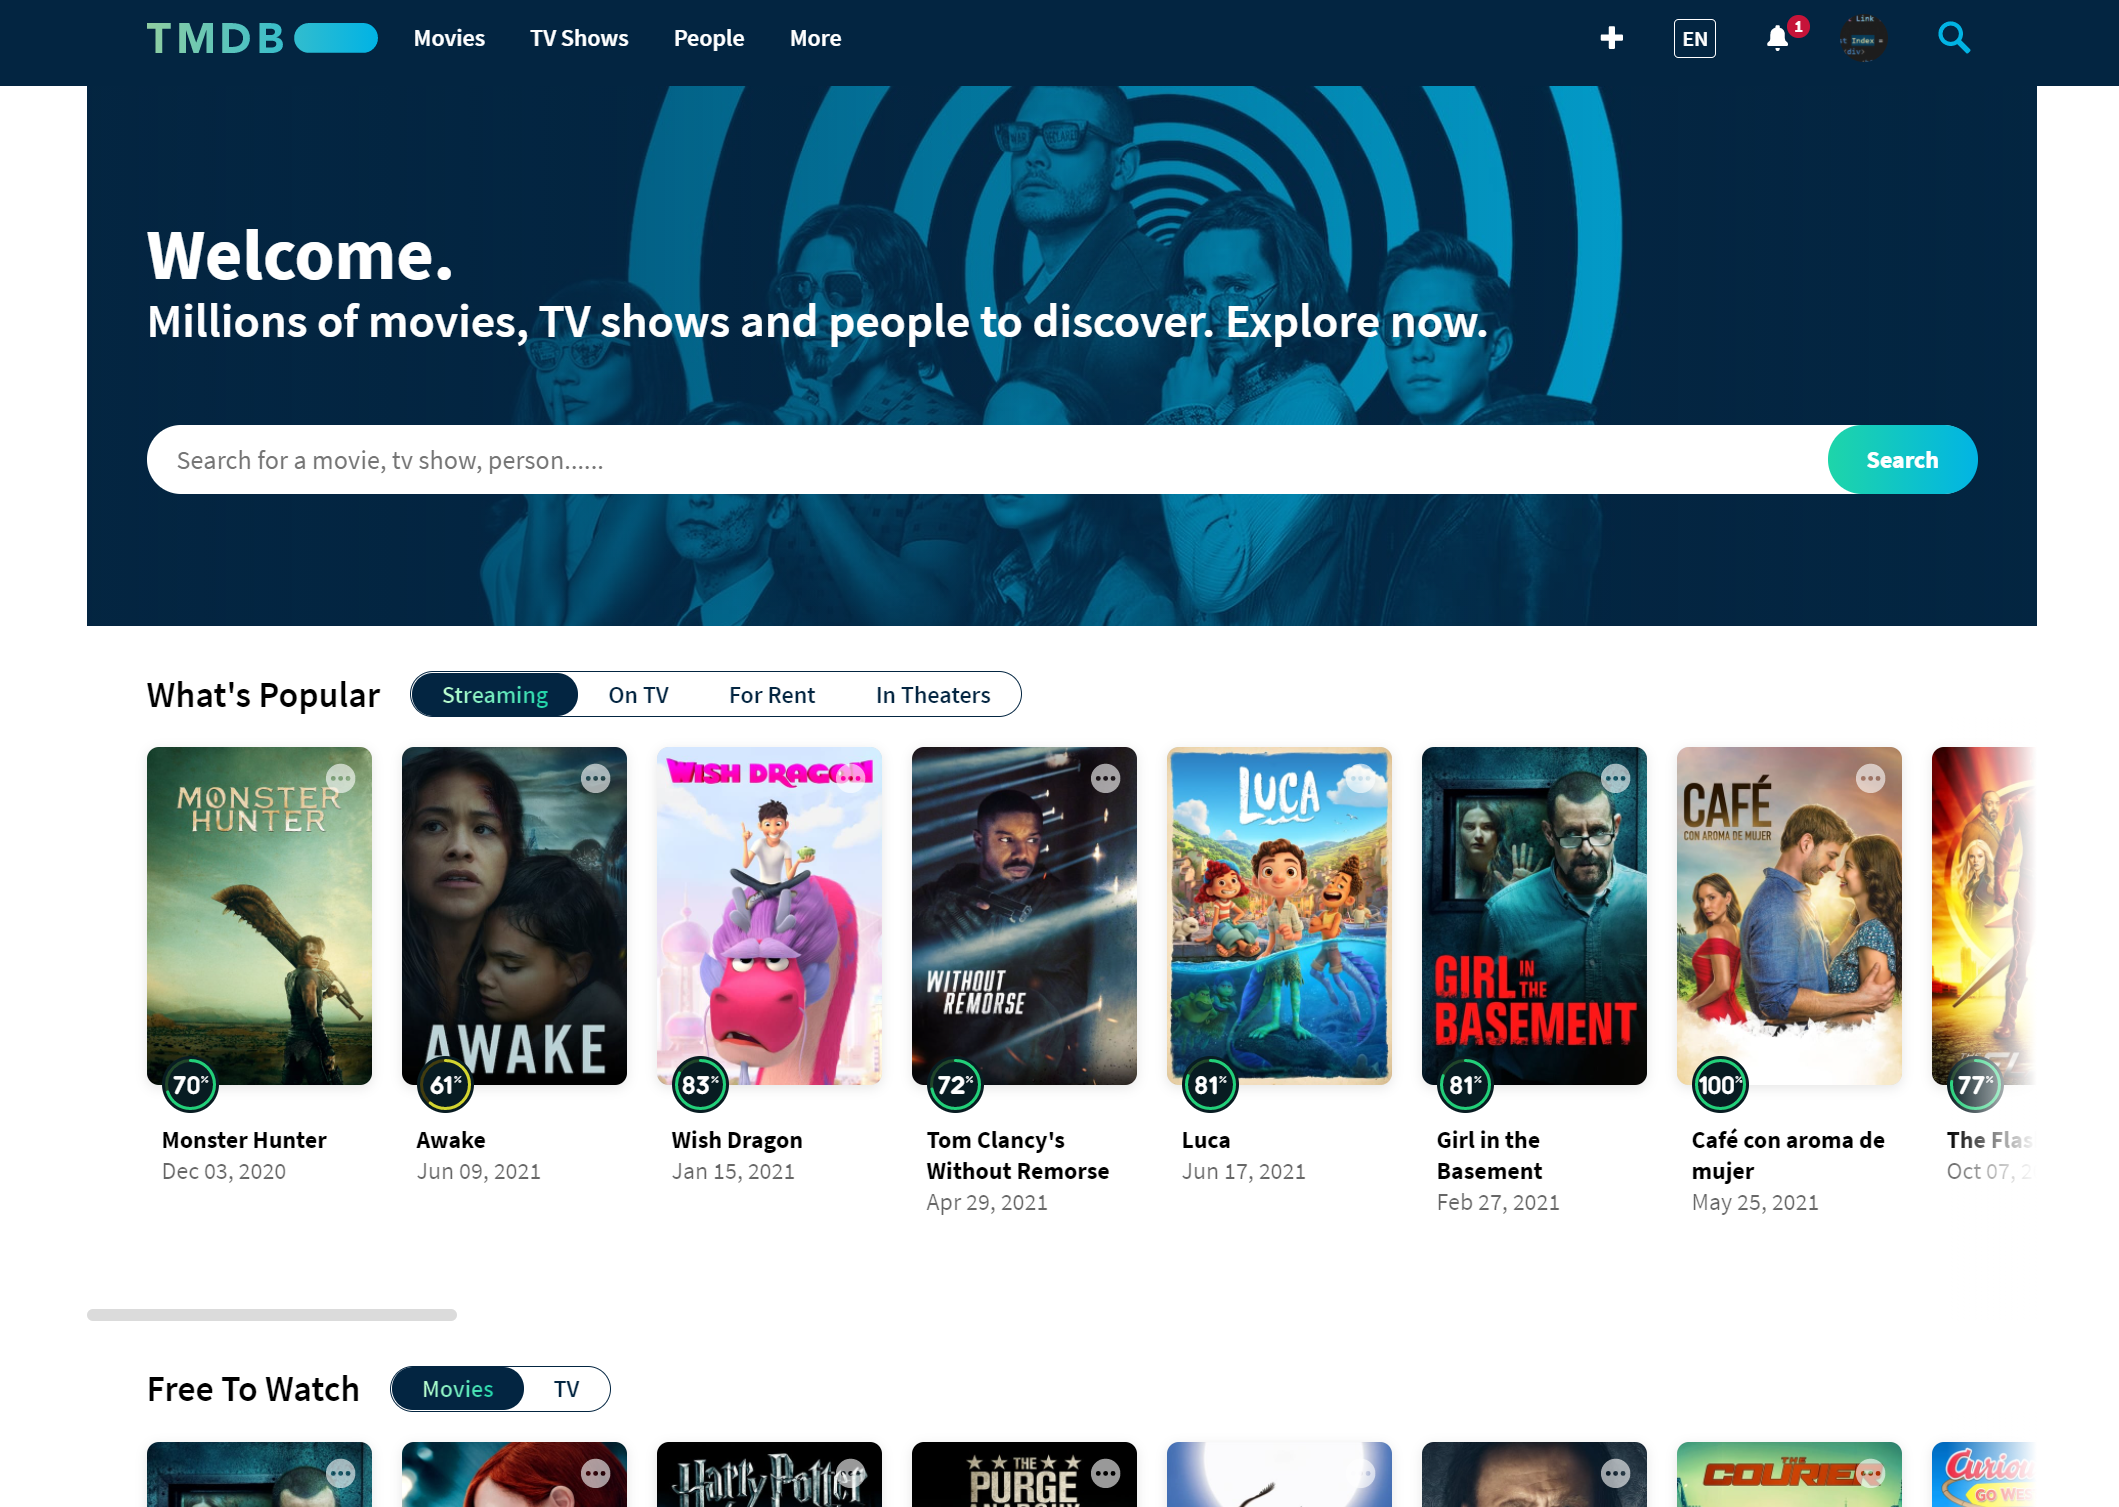 TMDB
Movies
TV Shows
People
More
EN
1
Welcome.
Millions of movies, TV shows and people to discover. Explore now.
Search for a movie, tv show, person......
Search
What's Popular
Streaming
On TV
For Rent
In Theaters
MONSTER
HUNTER
AWAKE
WISH DRAGON
WITHOUT
REMORSE
LUCA
GIRL IN THE
BASEMENT
CAFÉ
CON AROMA DE MUJER
70%
61%
83%
72%
81%
81%
100%
77%
Monster Hunter
Dec 03, 2020
Awake
Jun 09, 2021
Wish Dragon
Jan 15, 2021
Tom Clancy's
Without Remorse
Apr 29, 2021
Luca
Jun 17, 2021
Girl in the
Basement
Feb 27, 2021
Café con aroma de
mujer
May 25, 2021
The Flas
Oct 07, 2
Free To Watch
Movies
TV
Harry Potter
THE
PURGE
THE
COURIER
Curiou
GO WES